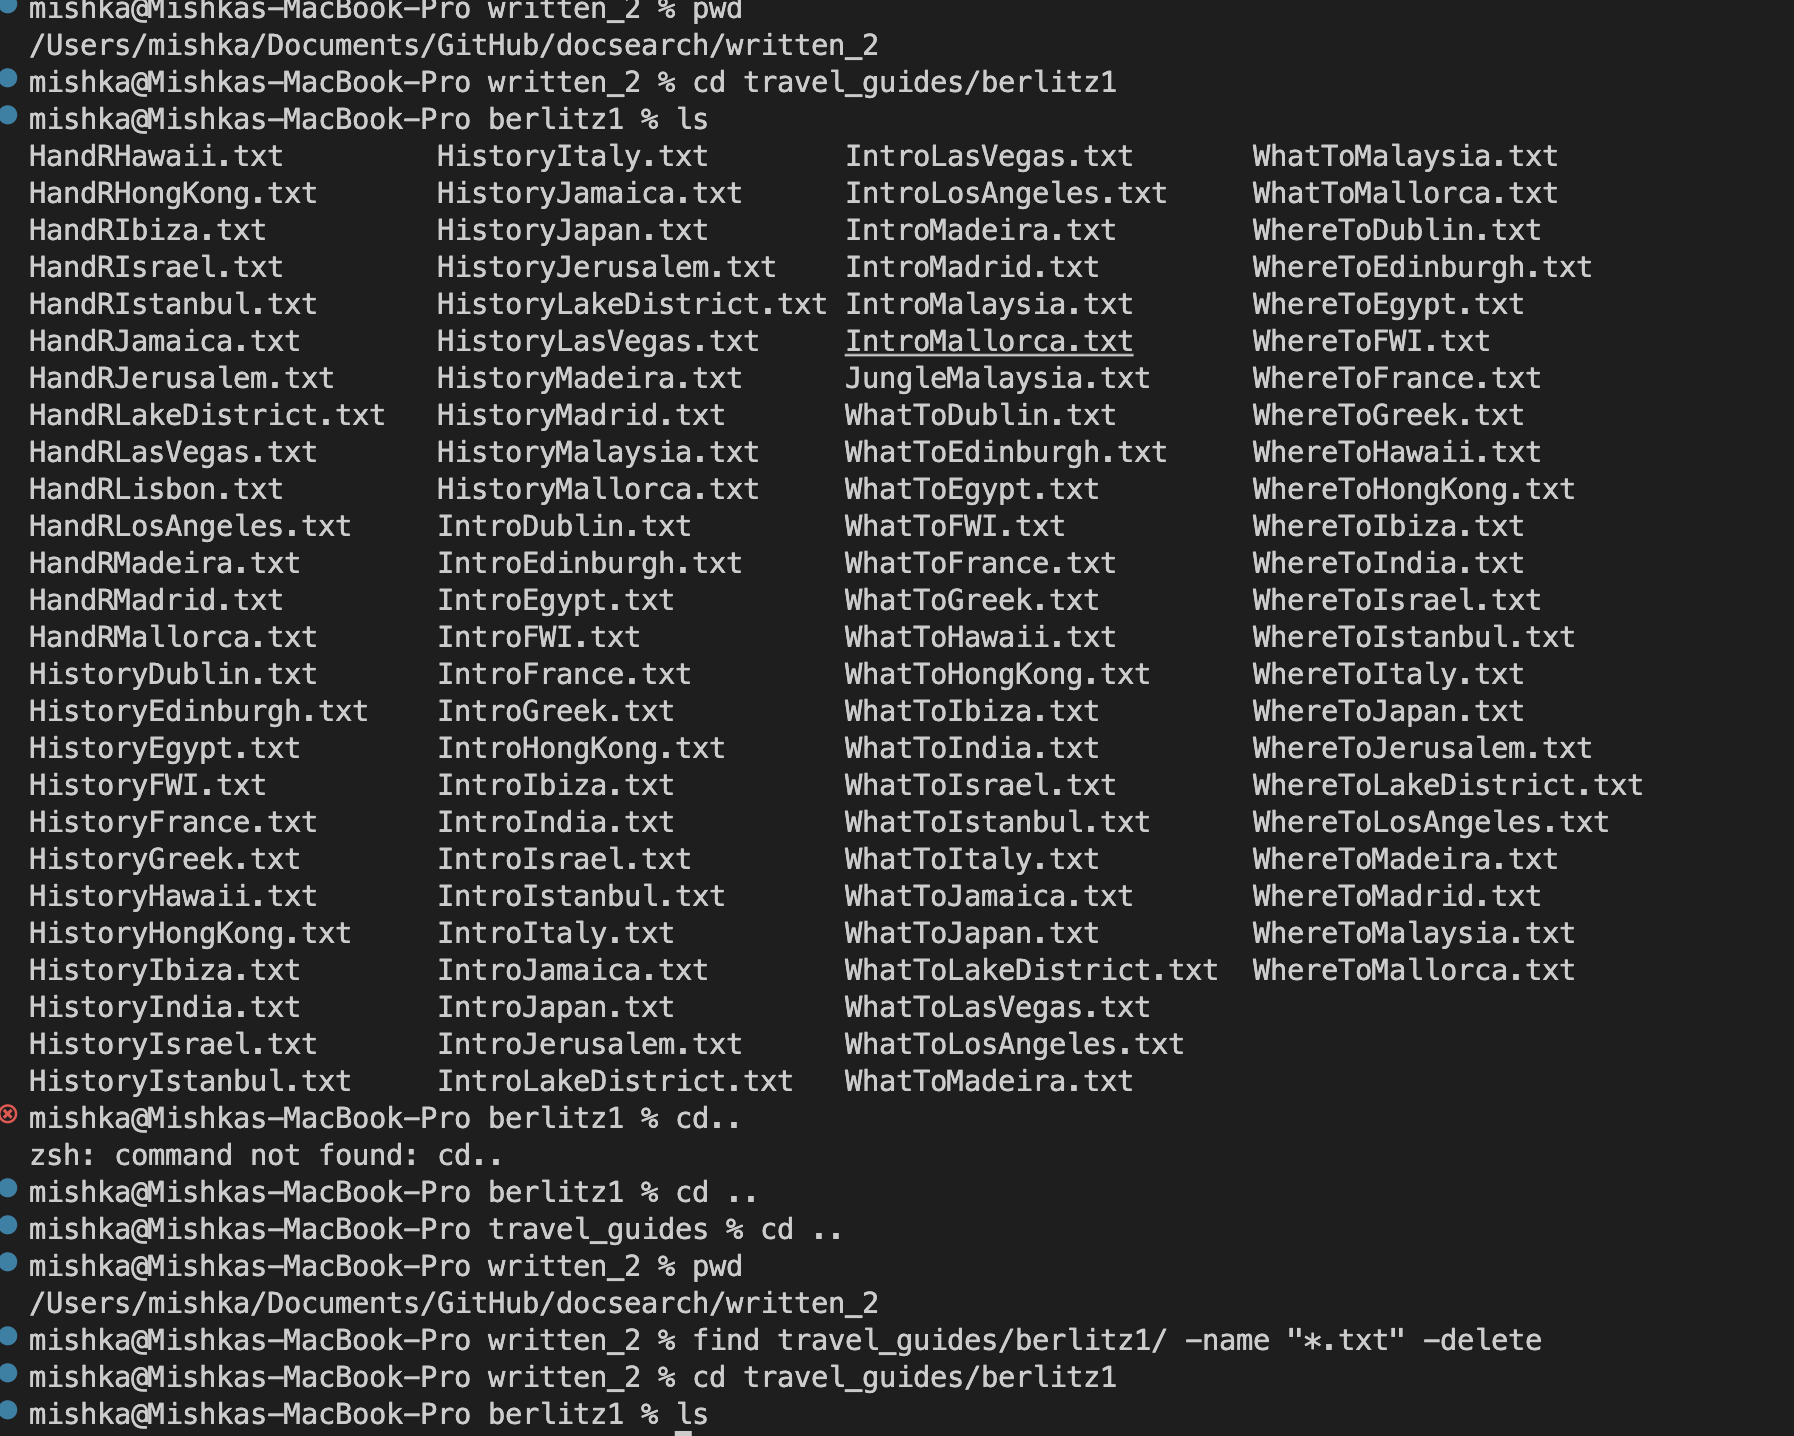 mishka@Mishkas-MacBook-Pro written_2 % pwd
/Users/mishka/Documents/GitHub/docsearch/written_2
mishka@Mishkas-MacBook-Pro written_2 % cd travel_guides/berlitz1
mishka@Mishkas-MacBook-Pro berlitz1 % ls
HandRHawaii.txt HistoryItaly.txt IntroLasVegas.txt WhatToMalaysia.txt
HandRHongKong.txt HistoryJamaica.txt IntroLosAngeles.txt WhatToMallorca.txt
HandRIbiza.txt HistoryJapan.txt IntroMadeira.txt WhereToDublin.txt
HandRIsrael.txt HistoryJerusalem.txt IntroMadrid.txt WhereToEdinburgh.txt
HandRIstanbul.txt HistoryLakeDistrict.txt IntroMalaysia.txt WhereToEgypt.txt
HandRJamaica.txt HistoryLasVegas.txt IntroMallorca.txt WhereToFWI.txt
HandRJerusalem.txt HistoryMadeira.txt JungleMalaysia.txt WhereToFrance.txt
HandRLakeDistrict.txt HistoryMadrid.txt WhatToDublin.txt WhereToGreek.txt
HandRLasVegas.txt HistoryMalaysia.txt WhatToEdinburgh.txt WhereToHawaii.txt
HandRLisbon.txt HistoryMallorca.txt WhatToEgypt.txt WhereToHongKong.txt
HandRLosAngeles.txt IntroDublin.txt WhatToFWI.txt WhereToIbiza.txt
HandRMadeira.txt IntroEdinburgh.txt WhatToFrance.txt WhereToIndia.txt
HandRMadrid.txt IntroEgypt.txt WhatToGreek.txt WhereToIsrael.txt
HandRMallorca.txt IntroFWI.txt WhatToHawaii.txt WhereToIstanbul.txt
HistoryDublin.txt IntroFrance.txt WhatToHongKong.txt WhereToItaly.txt
HistoryEdinburgh.txt IntroGreek.txt WhatToIbiza.txt WhereToJapan.txt
HistoryEgypt.txt IntroHongKong.txt WhatToIndia.txt WhereToJerusalem.txt
HistoryFWI.txt IntroIbiza.txt WhatToIsrael.txt WhereToLakeDistrict.txt
HistoryFrance.txt IntroIndia.txt WhatToIstanbul.txt WhereToLosAngeles.txt
HistoryGreek.txt IntroIsrael.txt WhatToItaly.txt WhereToMadeira.txt
HistoryHawaii.txt IntroIstanbul.txt WhatToJamaica.txt WhereToMadrid.txt
HistoryHongKong.txt IntroItaly.txt WhatToJapan.txt WhereToMalaysia.txt
HistoryIbiza.txt IntroJamaica.txt WhatToLakeDistrict.txt WhereToMallorca.txt
HistoryIndia.txt IntroJapan.txt WhatToLasVegas.txt
HistoryIsrael.txt IntroJerusalem.txt WhatToLosAngeles.txt
HistoryIstanbul.txt IntroLakeDistrict.txt WhatToMadeira.txt
mishka@Mishkas-MacBook-Pro berlitz1 % cd..
zsh: command not found: cd..
mishka@Mishkas-MacBook-Pro berlitz1 % cd ..
mishka@Mishkas-MacBook-Pro travel_guides % cd ..
mishka@Mishkas-MacBook-Pro written_2 % pwd
/Users/mishka/Documents/GitHub/docsearch/written_2
mishka@Mishkas-MacBook-Pro written_2 % find travel_guides/berlitz1/ -name "*.txt" -delete
mishka@Mishkas-MacBook-Pro written_2 % cd travel_guides/berlitz1
mishka@Mishkas-MacBook-Pro berlitz1 % ls